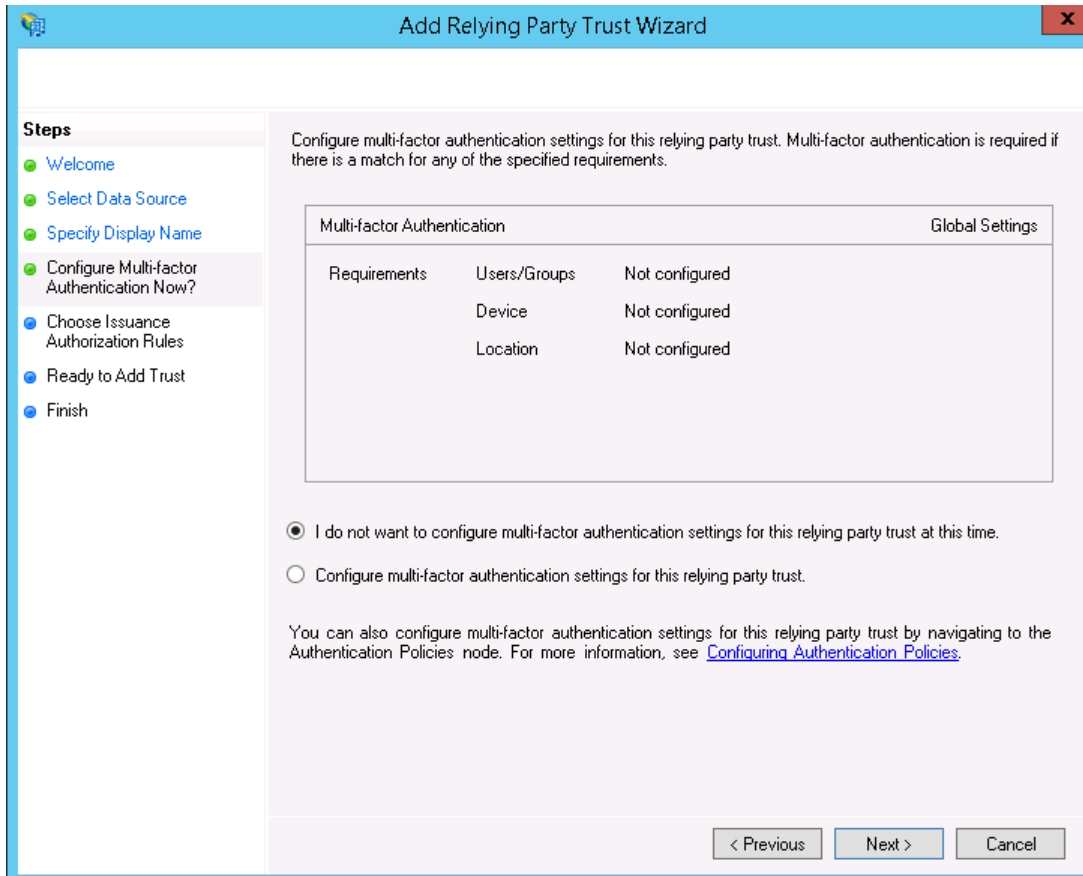 Add Relying Party Trust Wizard
x
Steps
Welcome
Select Data Source
Specify Display Name
Configure Multi-factor
Authentication Now?
Choose Issuance
Authorization Rules
Ready to Add Trust
Finish
Configure multi-factor authentication settings for this relying party trust. Multi-factor authentication is required if
there is a match for any of the specified requirements.
Multi-factor Authentication Global Settings
Requirements Users/Groups Not configured
Device Not configured
Location Not configured
I do not want to configure multi-factor authentication settings for this relying party trust at this time.
Configure multi-factor authentication settings for this relying party trust.
You can also configure multi-factor authentication settings for this relying party trust by navigating to the
Authentication Policies node. For more information, see Configuring Authentication Policies.
< Previous Next > Cancel